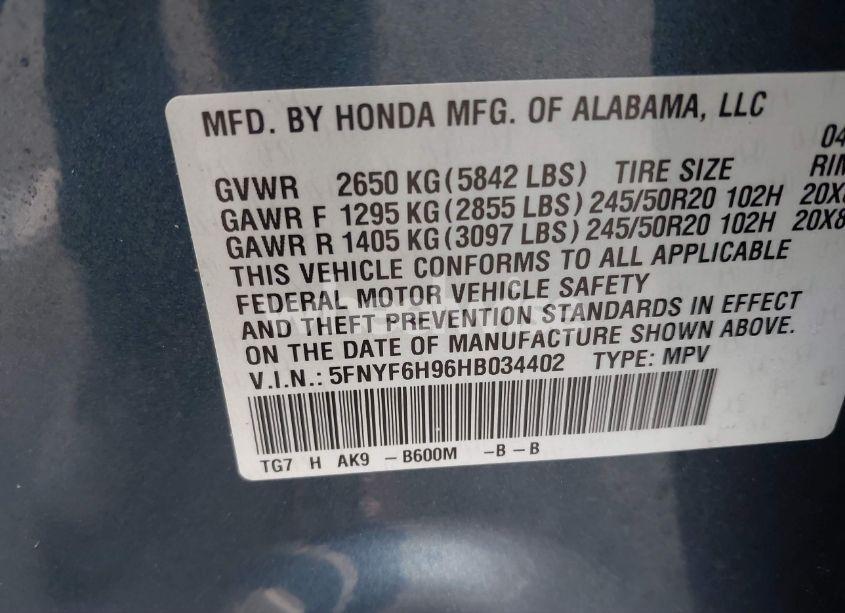 MFD. BY HONDA MFG. OF ALABAMA, LLC
04
GVWR 2650 KG(5842 LBS) TIRE SIZE RIM
GAWR F 1295 KG(2855 LBS) 245/50R20 102H 20X8
GAWR R 1405 KG(3097 LBS) 245/50R20 102H 20X8
THIS VEHICLE CONFORMS TO ALL APPLICABLE
FEDERAL MOTOR VEHICLE SAFETY
AND THEFT PREVENTION STANDARDS IN EFFECT
ON THE DATE OF MANUFACTURE SHOWN ABOVE.
V.I.N.: 5FNYF6H96HB034402 TYPE: MPV
TG7 H AK9 -B600M -B-B